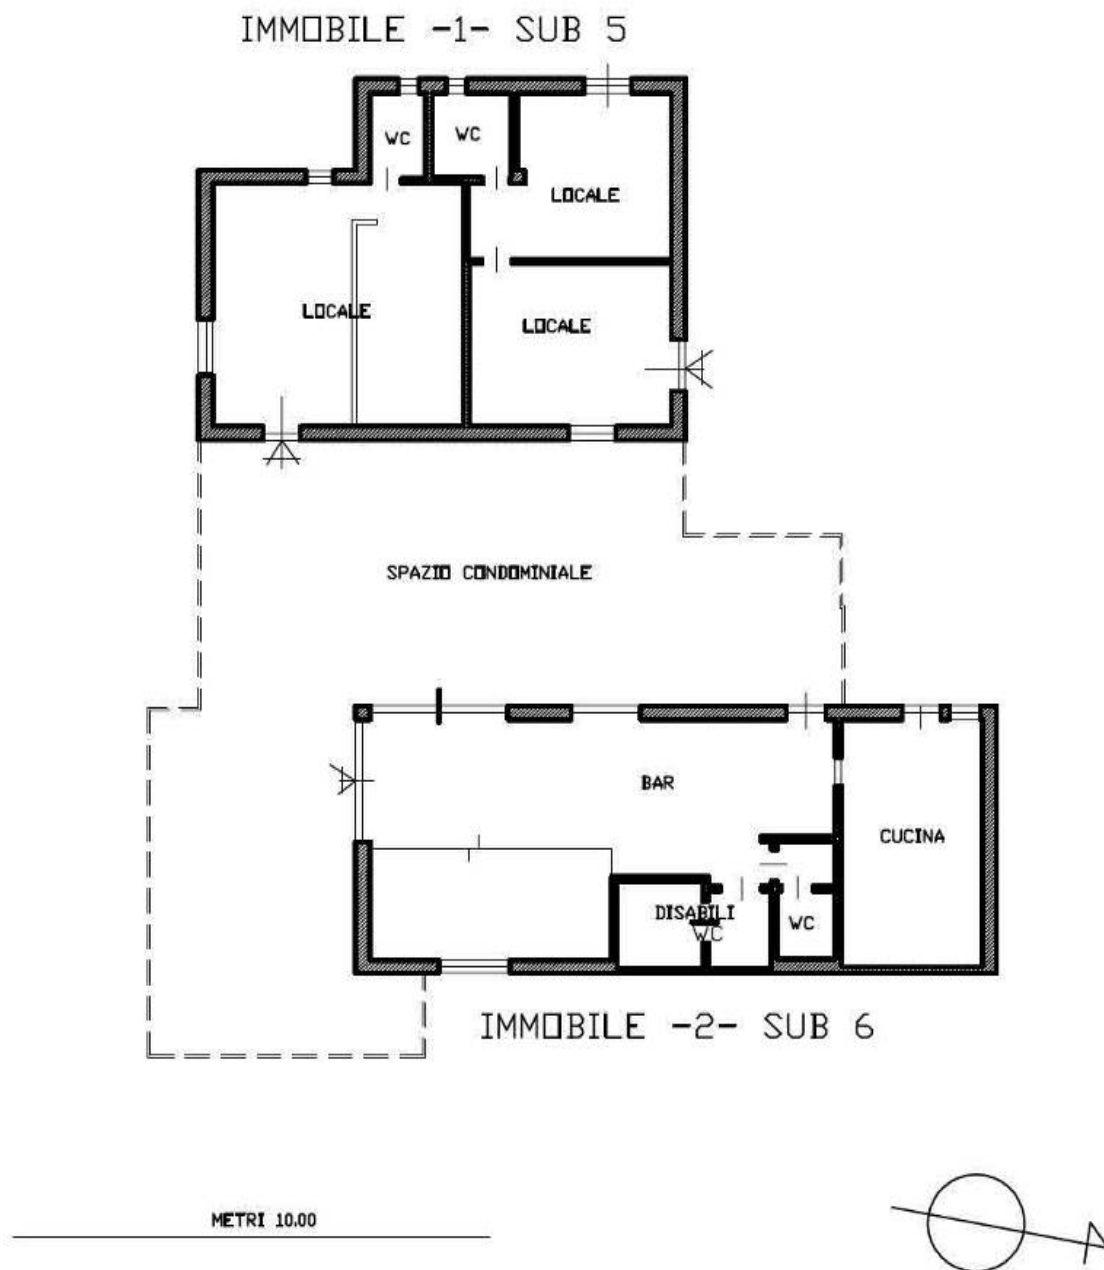 IMMOBILE -1- SUB 5
WC
WC
LOCALE
LOCALE
LOCALE
SPAZIO CONDOMINIALE
BAR
CUCINA
DISABILI
WC
WC
IMMOBILE -2- SUB 6
METRI 10.00